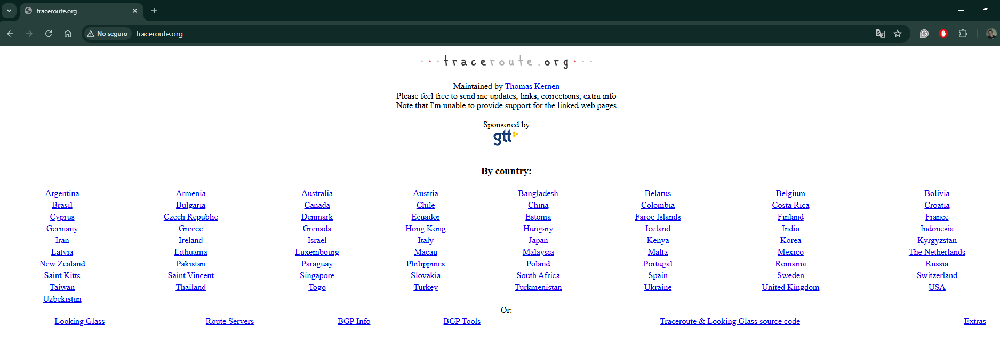 traceroute.org
No seguro traceroute.org
traceroute.org
Maintained by Thomas Kernen
Please feel free to send me updates, links, corrections, extra info
Note that I'm unable to provide support for the linked web pages
Sponsored by
gtt
By country:
Argentina Armenia Australia Austria Bangladesh Belarus Belgium Bolivia
Brasil Bulgaria Canada Chile China Colombia Costa Rica Croatia
Cyprus Czech Republic Denmark Ecuador Estonia Faroe Islands Finland France
Germany Greece Grenada Hong Kong Hungary Iceland India Indonesia
Iran Ireland Israel Italy Japan Kenya Korea Kyrgyzstan
Latvia Lithuania Luxembourg Macau Malaysia Malta Mexico The Netherlands
New Zealand Pakistan Paraguay Philippines Poland Portugal Romania Russia
Saint Kitts Saint Vincent Singapore Slovakia South Africa Spain Sweden Switzerland
Taiwan Thailand Togo Turkey Turkmenistan Ukraine United Kingdom USA
Uzbekistan
Or:
Looking Glass Route Servers BGP Info BGP Tools Traceroute & Looking Glass source code Extras